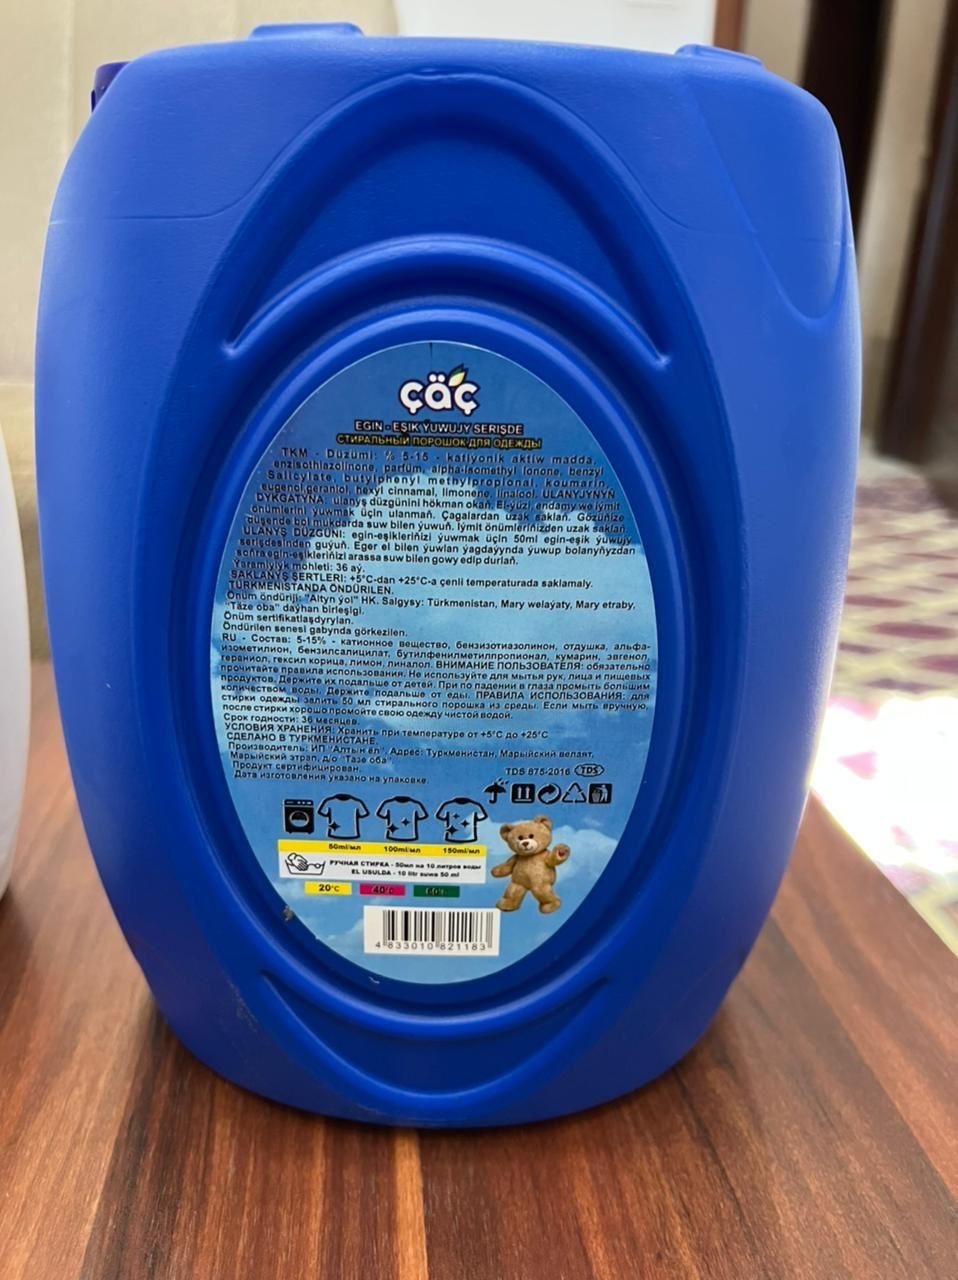 çäç
EGIN - EŞIK ÝUWUJY SERIŞDE
СТИРАЛЬНЫЙ ПОРОШОК ДЛЯ ОДЕЖДЫ
TKM - Düzümi: % 5-15 - katiyonik aktiw madda,
enzisothiazolinone, parfüm, alpha-isomethyl Ionone, benzyl
Salicylate, butylphenyl methylpropional, koumarin,
eugenol,geraniol, hexyl cinnamal, limonene, linalool. ULANYJYNYŇ
DYKGATYNA: ulanyş düzgünini hökman okaň, El-ýüzi, endamy we iýmit
önümlerini ýuwmak üçin ulanmaň. Çagalardan uzak saklaň. Gözüňize
düşende bol mukdarda suw bilen ýuwuň. Iýmit önümleriňizden uzak saklaň.
ULANYŞ DÜZGÜNI: egin-eşikleriňizi ýuwmak üçin 50ml egin-eşik ýuwujy
serişdesinden guýuň. Eger el bilen ýuwlan ýagdaýynda ýuwup bolanyňyzdan
soňra egin-eşikleriňizi arassa suw bilen gowy edip durlaň.
Ýaramlylyk möhleti: 36 aý.
SAKLANYŞ ŞERTLERI: +5°C-dan +25°C-a çenli temperaturada saklamaly.
TÜRKMENISTANDA ÖNDÜRILEN.
Önüm öndüriji: "Altyn ýol" HK. Salgysy: Türkmenistan, Mary welaýaty, Mary etraby,
"Täze oba" daýhan birleşigi.
Önüm sertifikatlaşdyrylan.
Öndürilen senesi gabynda görkezilen.
RU - Состав: 5-15% - катионное вещество, бензизотиазолинон, отдушка, альфа-
изометилион, бензилсалицилат, бутилфенилметилпропионал, кумарин, эвгенол,
гераниол, гексил корица, лимон, линалол. ВНИМАНИЕ ПОЛЬЗОВАТЕЛЯ: обязательно
прочитайте правила использования. Не используйте для мытья рук, лица и пищевых
продуктов. Держите их подальше от детей. При попадении в глаза промыть большим
количеством воды. Держите подальше от еды. ПРАВИЛА ИСПОЛЬЗОВАНИЯ: для
стирки одежды залить 50 мл стирального порошка из среды. Если мыть вручную,
после стирки хорошо промойте свою одежду чистой водой.
Срок годности: 36 месяцев.
УСЛОВИЯ ХРАНЕНИЯ: Хранить при температуре от +5°C до +25°C
СДЕЛАНО В ТУРКМЕНИСТАНЕ.
Производитель: ИП "Алтын ёл". Адрес: Туркменистан, Марыйский велаят,
Марыйский этрап, д/о "Тазе оба".
Продукт сертифицирован.
Дата изготовления указано на упаковке.
TDS 875-2016 TDS
50ml/мл 100ml/мл 150ml/мл
РУЧНАЯ СТИРКА - 50мл на 10 литров воды
EL USULDA - 10 litr suwa 50 ml
20°C 40°C 60°C
4 833010 821183